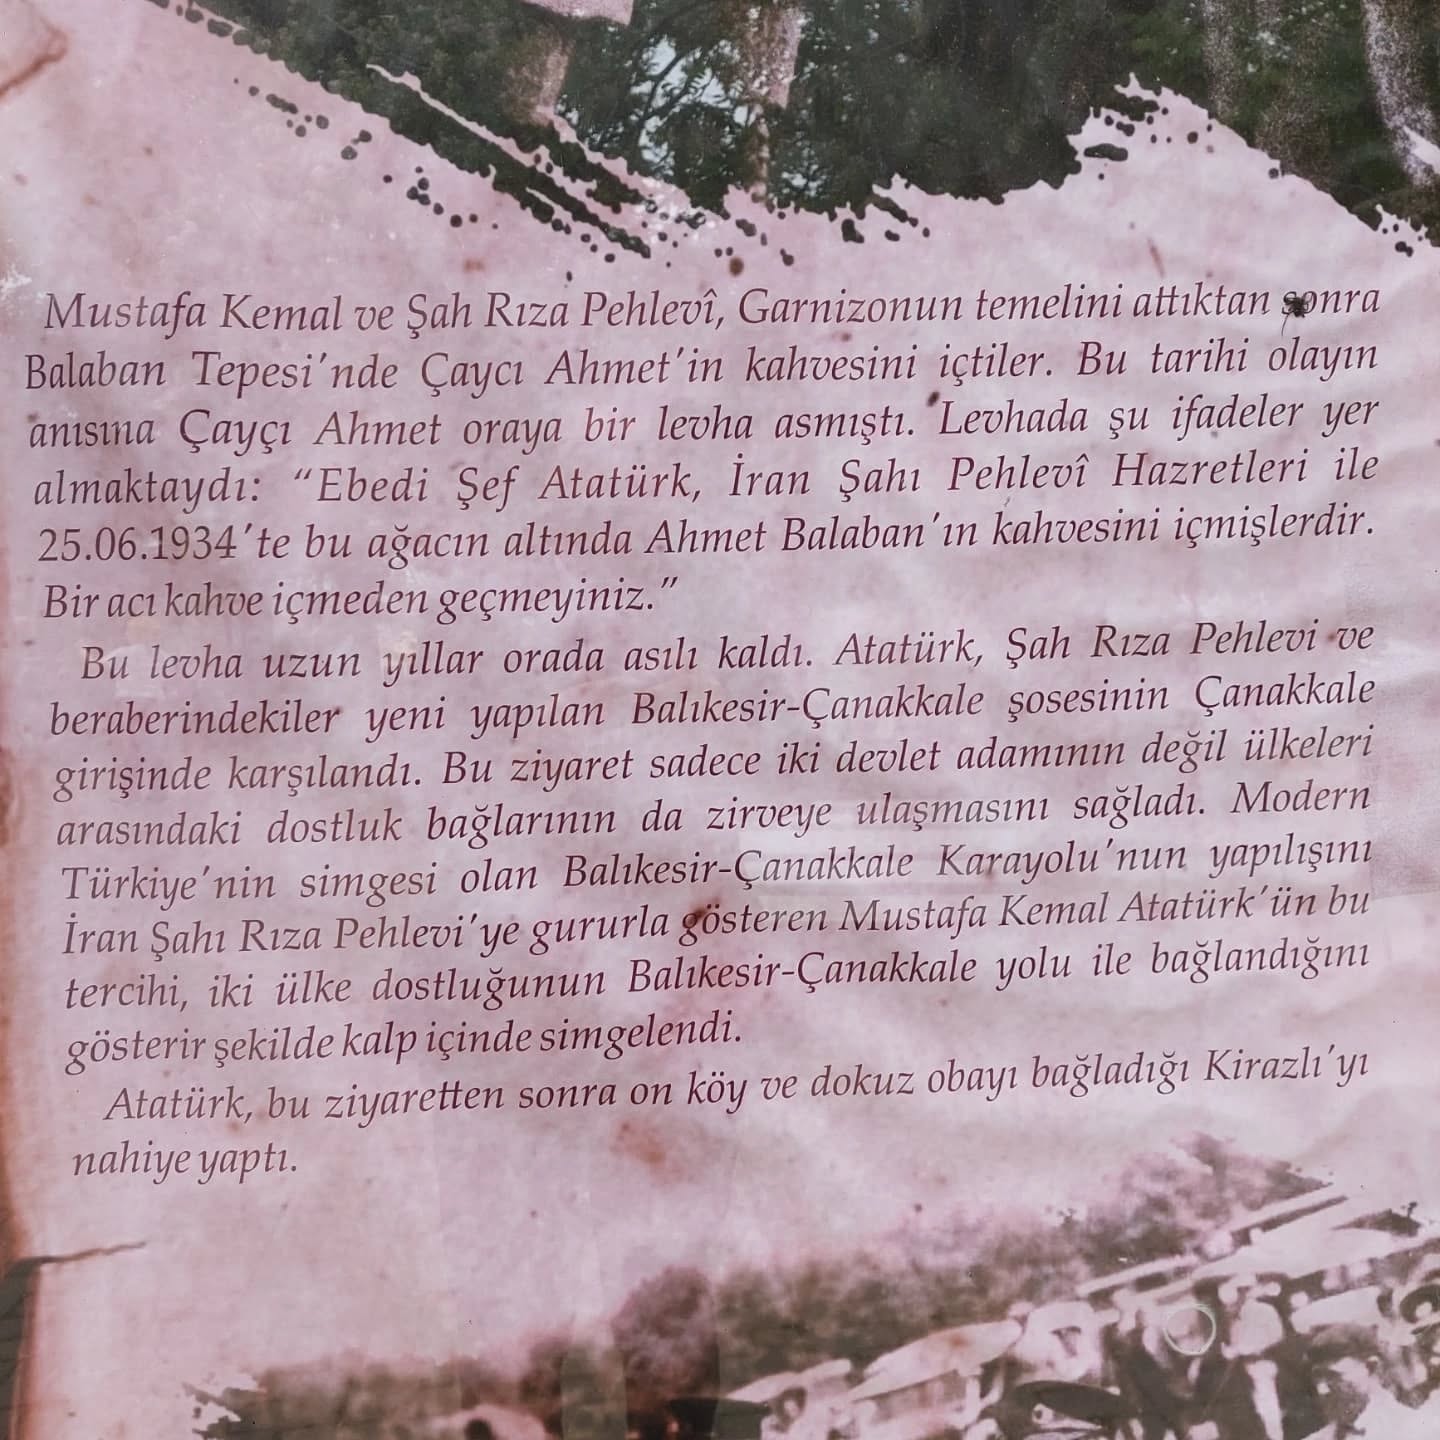 Mustafa Kemal ve Şah Rıza Pehlevî, Garnizonun temelini attıktan sonra
Balaban Tepesi'nde Çaycı Ahmet'in kahvesini içtiler. Bu tarihi olayın
anısına Çayçı Ahmet oraya bir levha asmıştı. Levhada şu ifadeler yer
almaktaydı: “Ebedi Şef Atatürk, İran Şahı Pehlevî Hazretleri ile
25.06.1934'te bu ağacın altında Ahmet Balaban'ın kahvesini içmişlerdir.
Bir acı kahve içmeden geçmeyiniz.”
Bu levha uzun yıllar orada asılı kaldı. Atatürk, Şah Rıza Pehlevi ve
beraberindekiler yeni yapılan Balıkesir-Çanakkale şosesinin Çanakkale
girişinde karşılandı. Bu ziyaret sadece iki devlet adamının değil ülkeleri
arasındaki dostluk bağlarının da zirveye ulaşmasını sağladı. Modern
Türkiye'nin simgesi olan Balıkesir-Çanakkale Karayolu'nun yapılışını
İran Şahı Rıza Pehlevi'ye gururla gösteren Mustafa Kemal Atatürk'ün bu
tercihi, iki ülke dostluğunun Balıkesir-Çanakkale yolu ile bağlandığını
gösterir şekilde kalp içinde simgelendi.
Atatürk, bu ziyaretten sonra on köy ve dokuz obayı bağladığı Kirazlı'yı
nahiye yaptı.